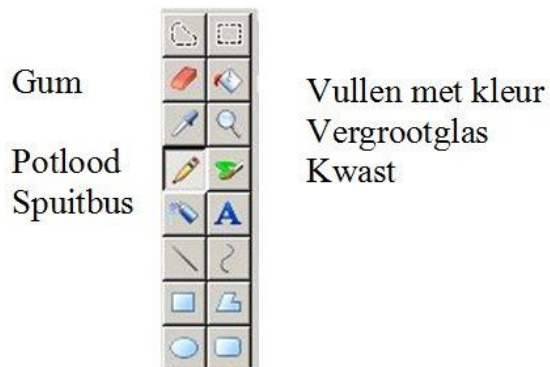 Gum
Potlood
Spuitbus
A
Vullen met kleur
Vergrootglas
Kwast